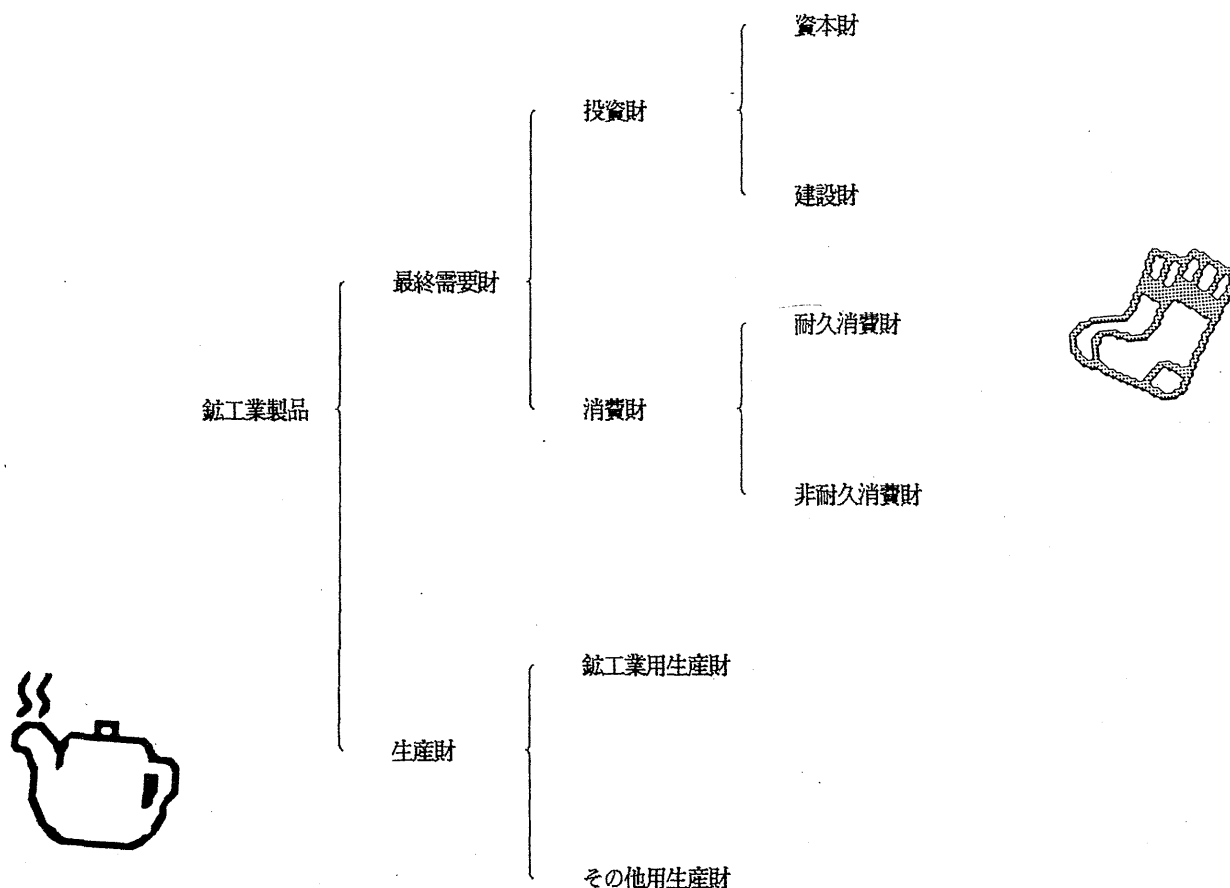 資本財
投資財
建設財
最終需要財
耐久消費財
鉱工業製品
消費財
非耐久消費財
鉱工業用生産財
生産財
その他用生産財